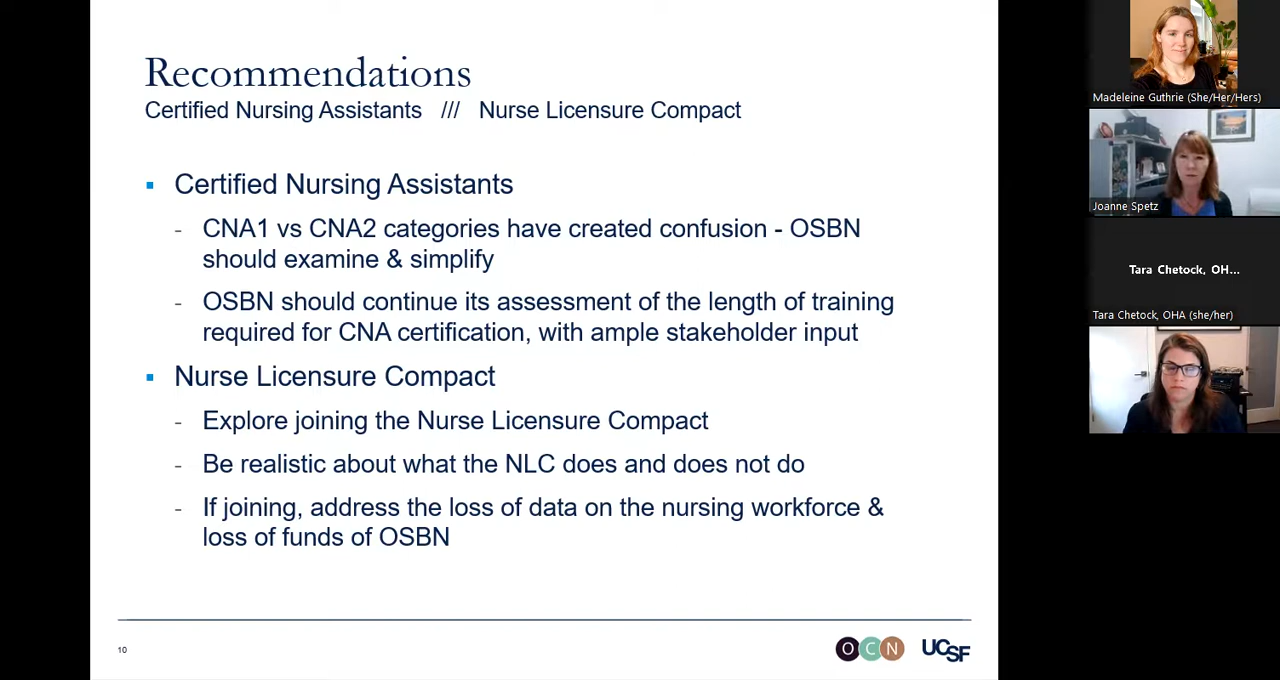 Recommendations
Certified Nursing Assistants /// Nurse Licensure Compact
▪ Certified Nursing Assistants
- CNA1 vs CNA2 categories have created confusion - OSBN
should examine & simplify
- OSBN should continue its assessment of the length of training
required for CNA certification, with ample stakeholder input
▪ Nurse Licensure Compact
- Explore joining the Nurse Licensure Compact
- Be realistic about what the NLC does and does not do
- If joining, address the loss of data on the nursing workforce &
loss of funds of OSBN
10
OCN
UCSF
Madeleine Guthrie (She/Her/Hers)
Joanne Spetz
Tara Chetock, OH...
Tara Chetock, OHA (she/her)